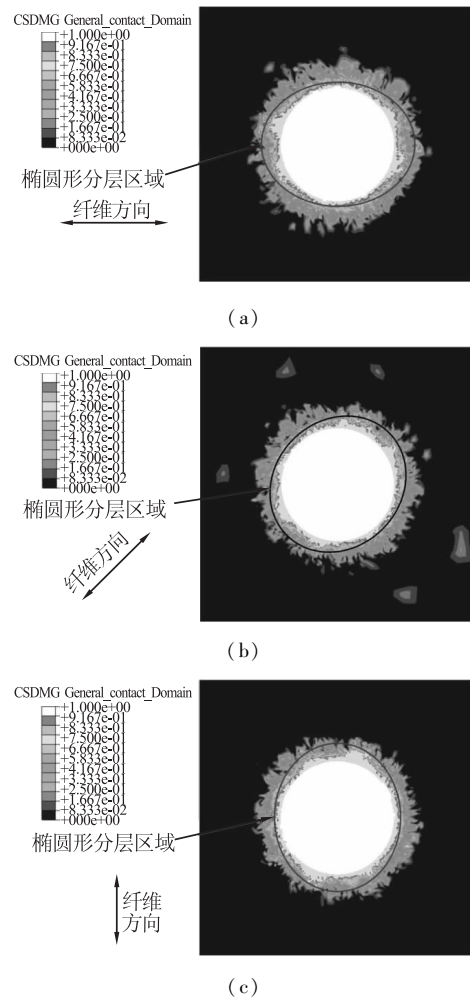 CSDMG General_contact_Domain
+1.000e+00
+9.167e-01
+8.333e-01
+7.500e-01
+6.667e-01
+5.833e-01
+5.000e-01
+4.167e-01
+3.333e-01
+2.500e-01
+1.667e-01
+8.333e-02
+000e+00
椭圆形分层区域
纤维方向
(a)
CSDMG General_contact_Domain
+1.000e+00
+9.167e-01
+8.333e-01
+7.500e-01
+6.667e-01
+5.833e-01
+5.000e-01
+4.167e-01
+3.333e-01
+2.500e-01
+1.667e-01
+8.333e-02
+000e+00
椭圆形分层区域
纤维方向
(b)
CSDMG General_contact_Domain
+1.000e+00
+9.167e-01
+8.333e-01
+7.500e-01
+6.667e-01
+5.833e-01
+5.000e-01
+4.167e-01
+3.333e-01
+2.500e-01
+1.667e-01
+8.333e-02
+000e+00
椭圆形分层区域
纤维
方向
(c)